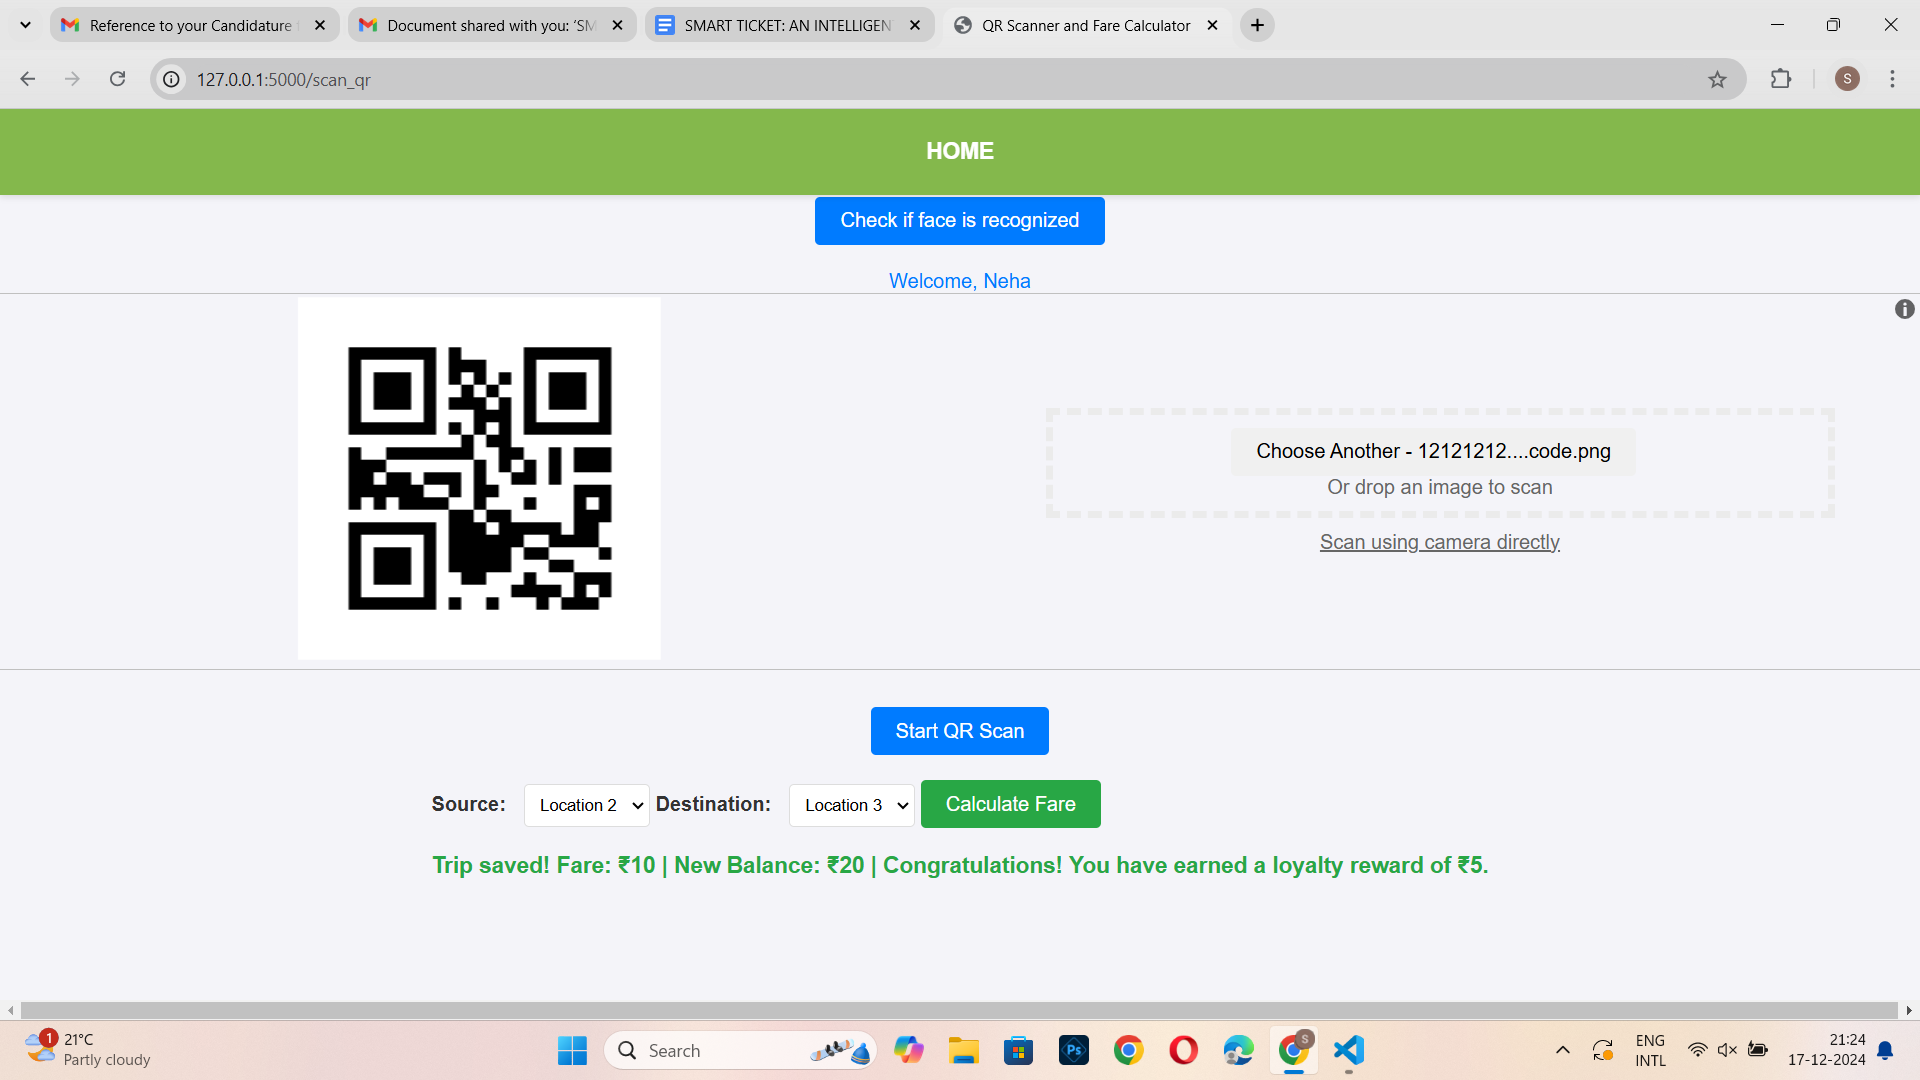 Reference to your Candidature
Document shared with you: ‘SM
SMART TICKET: AN INTELLIGEN
QR Scanner and Fare Calculator
127.0.0.1:5000/scan_qr
S
HOME
Check if face is recognized
Welcome, Neha
Choose Another - 12121212....code.png
Or drop an image to scan
Scan using camera directly
Start QR Scan
Source: Location 2 Destination: Location 3 Calculate Fare
Trip saved! Fare: ₹10 | New Balance: ₹20 | Congratulations! You have earned a loyalty reward of ₹5.
1
21°C
Partly cloudy
Search
Ps
S
ENG
INTL
21:24
17-12-2024